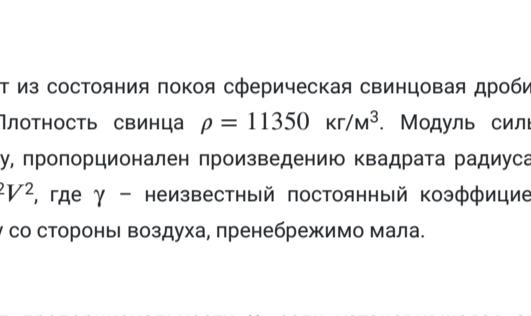 т из состояния покоя сферическая свинцовая дроби
Плотность свинца ρ = 11350 кг/м³. Модуль сил
у, пропорционален произведению квадрата радиуса
²V², где γ – неизвестный постоянный коэффицие
у со стороны воздуха, пренебрежимо мала.